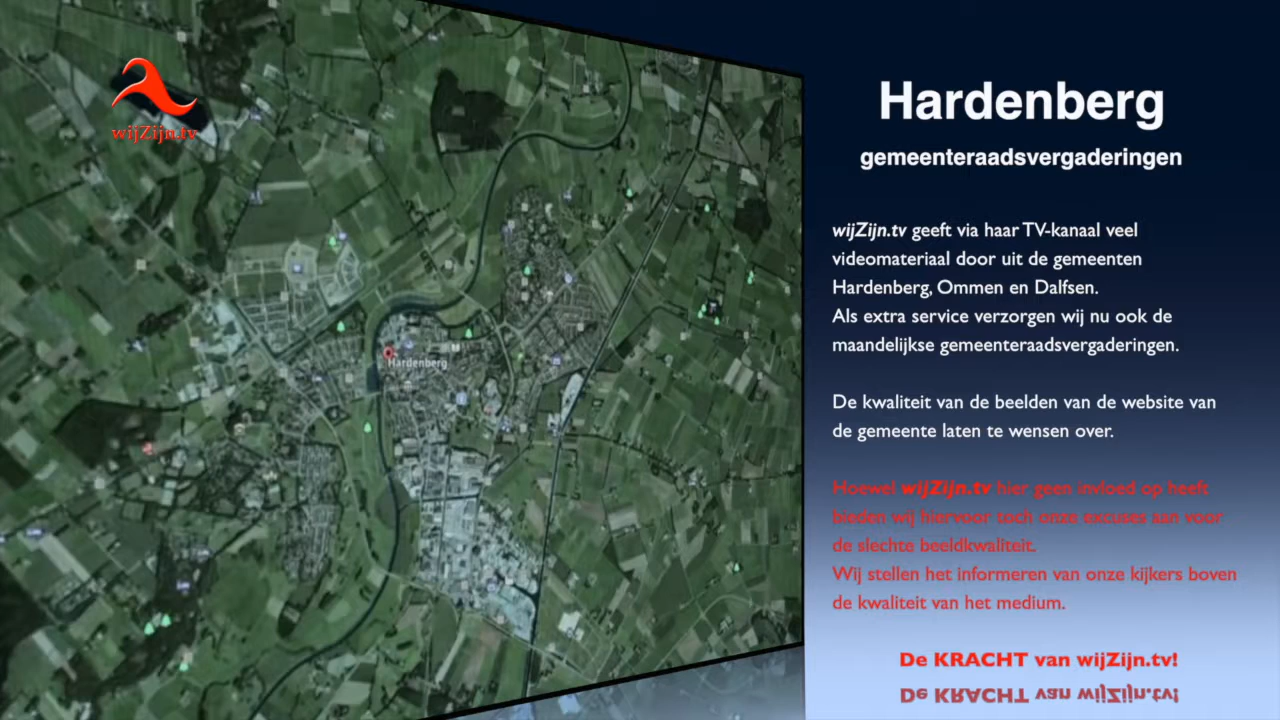 wijZijn.tv
Hardenberg
Hardenberg
gemeenteraadsvergaderingen
wijZijn.tv geeft via haar TV-kanaal veel
videomateriaal door uit de gemeenten
Hardenberg, Ommen en Dalfsen.
Als extra service verzorgen wij nu ook de
maandelijkse gemeenteraadsvergaderingen.
De kwaliteit van de beelden van de website van
de gemeente laten te wensen over.
Hoewel wijZijn.tv hier geen invloed op heeft
bieden wij hiervoor toch onze excuses aan voor
de slechte beeldkwaliteit.
Wij stellen het informeren van onze kijkers boven
de kwaliteit van het medium.
De KRACHT van wijZijn.tv!